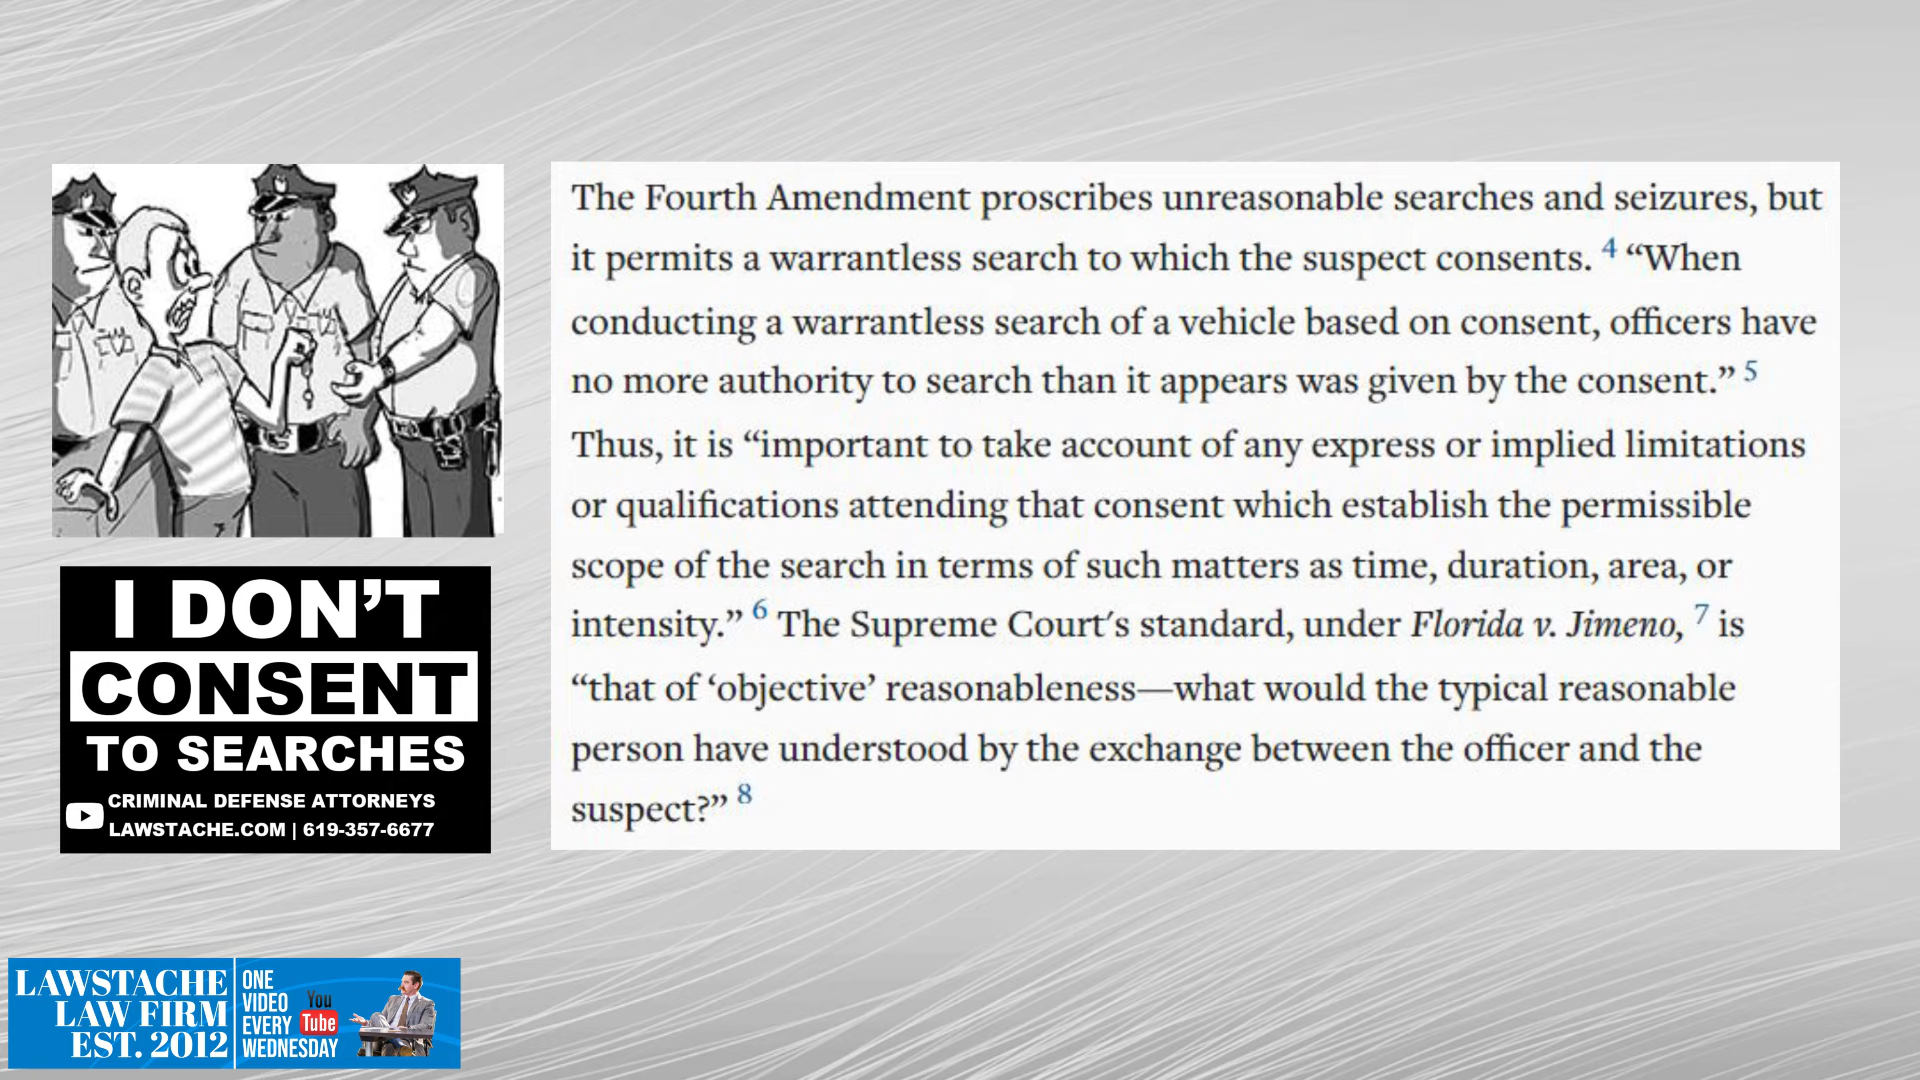 The Fourth Amendment proscribes unreasonable searches and seizures, but
it permits a warrantless search to which the suspect consents. 4 “When
conducting a warrantless search of a vehicle based on consent, officers have
no more authority to search than it appears was given by the consent.” 5
Thus, it is “important to take account of any express or implied limitations
or qualifications attending that consent which establish the permissible
scope of the search in terms of such matters as time, duration, area, or
intensity.” 6 The Supreme Court's standard, under Florida v. Jimeno, 7 is
“that of ‘objective’ reasonableness—what would the typical reasonable
person have understood by the exchange between the officer and the
suspect?” 8
I DON’T
CONSENT
TO SEARCHES
CRIMINAL DEFENSE ATTORNEYS
LAWSTACHE.COM | 619-357-6677
LAWSTACHE
LAW FIRM
EST. 2012
ONE
VIDEO
EVERY
WEDNESDAY
You
Tube